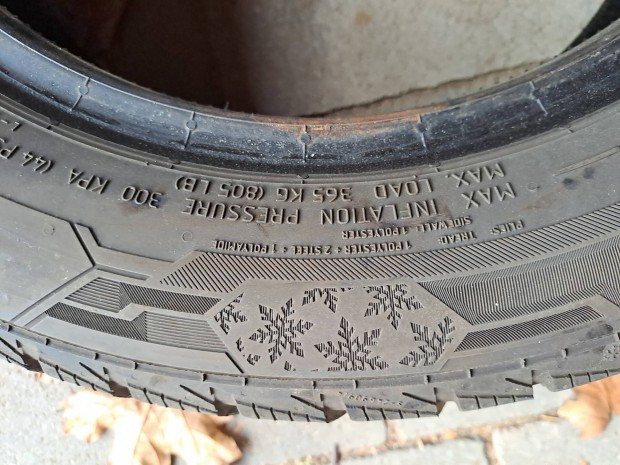 MAX. LOAD 365 KG (805 LB)
MAX INFLATION PRESSURE 300 KPA (44 P
PLIES: TREAD 1 POLYESTER + 2 STEEL + 1 POLYAMIDE
SIDEWALL: 1 POLYESTER